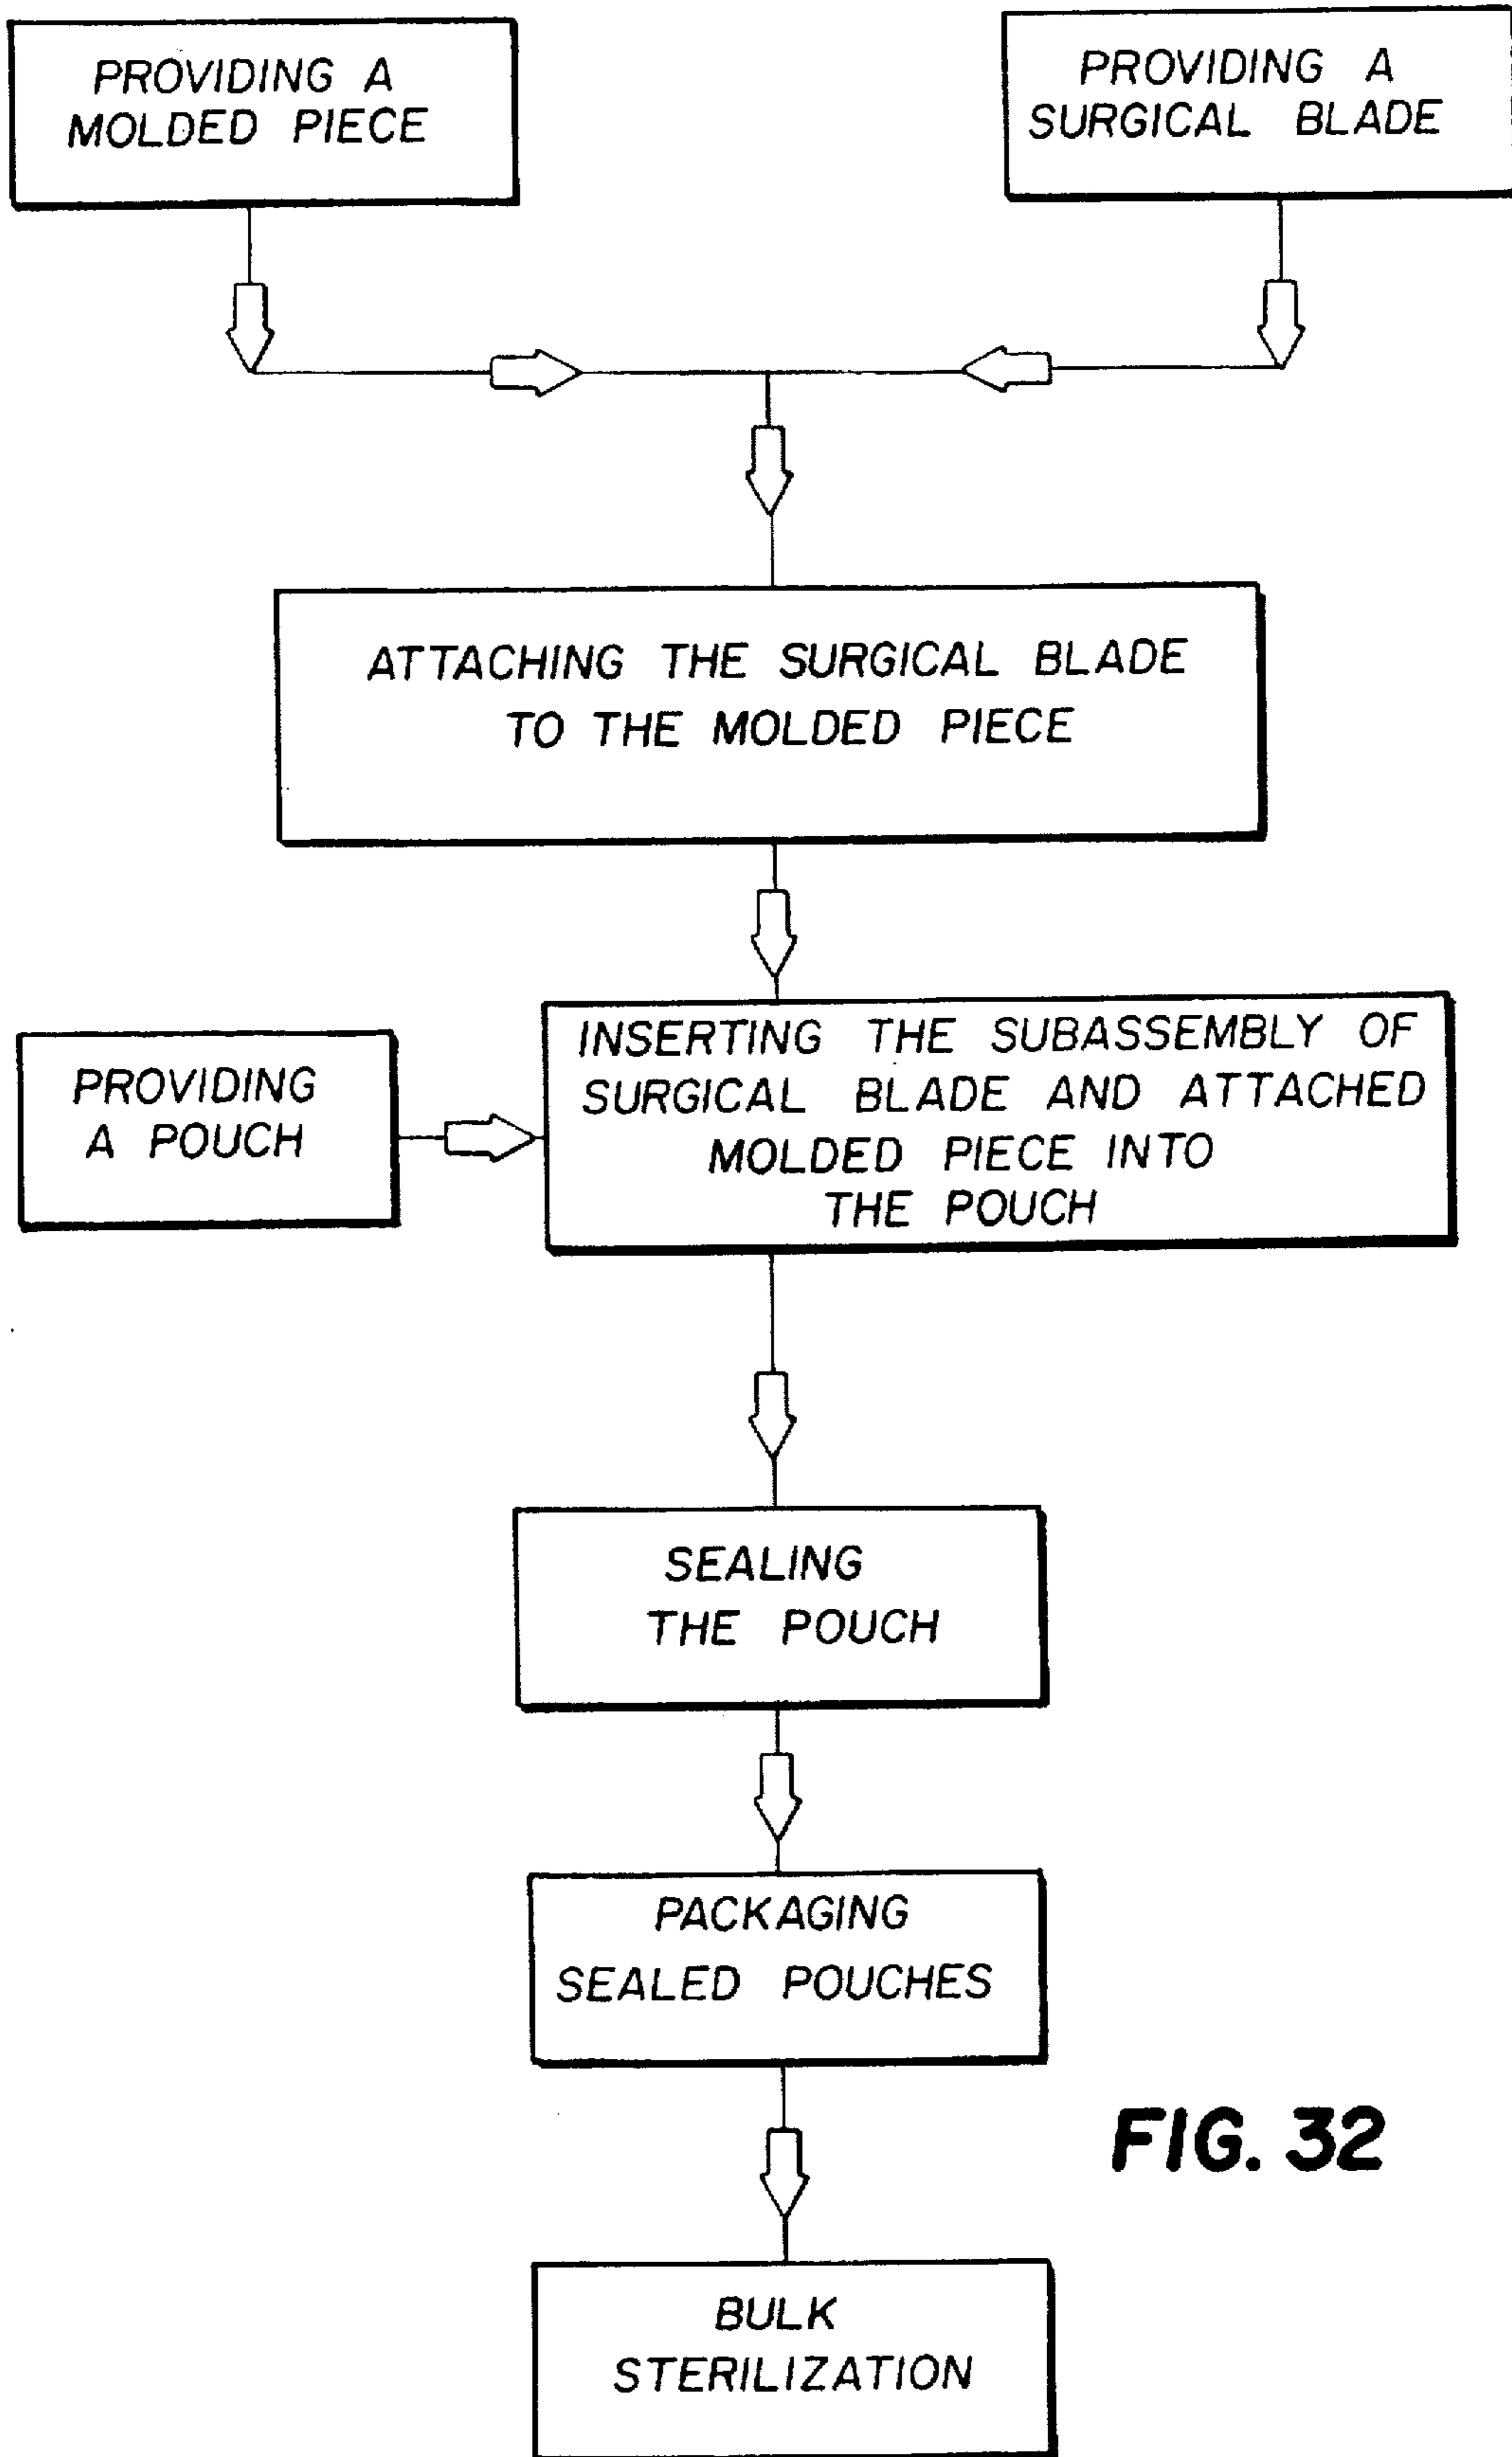 PROVIDING A
MOLDED PIECE
PROVIDING A
SURGICAL BLADE
ATTACHING THE SURGICAL BLADE
TO THE MOLDED PIECE
PROVIDING
A POUCH
INSERTING THE SUBASSEMBLY OF
SURGICAL BLADE AND ATTACHED
MOLDED PIECE INTO
THE POUCH
SEALING
THE POUCH
PACKAGING
SEALED POUCHES
FIG. 32
BULK
STERILIZATION